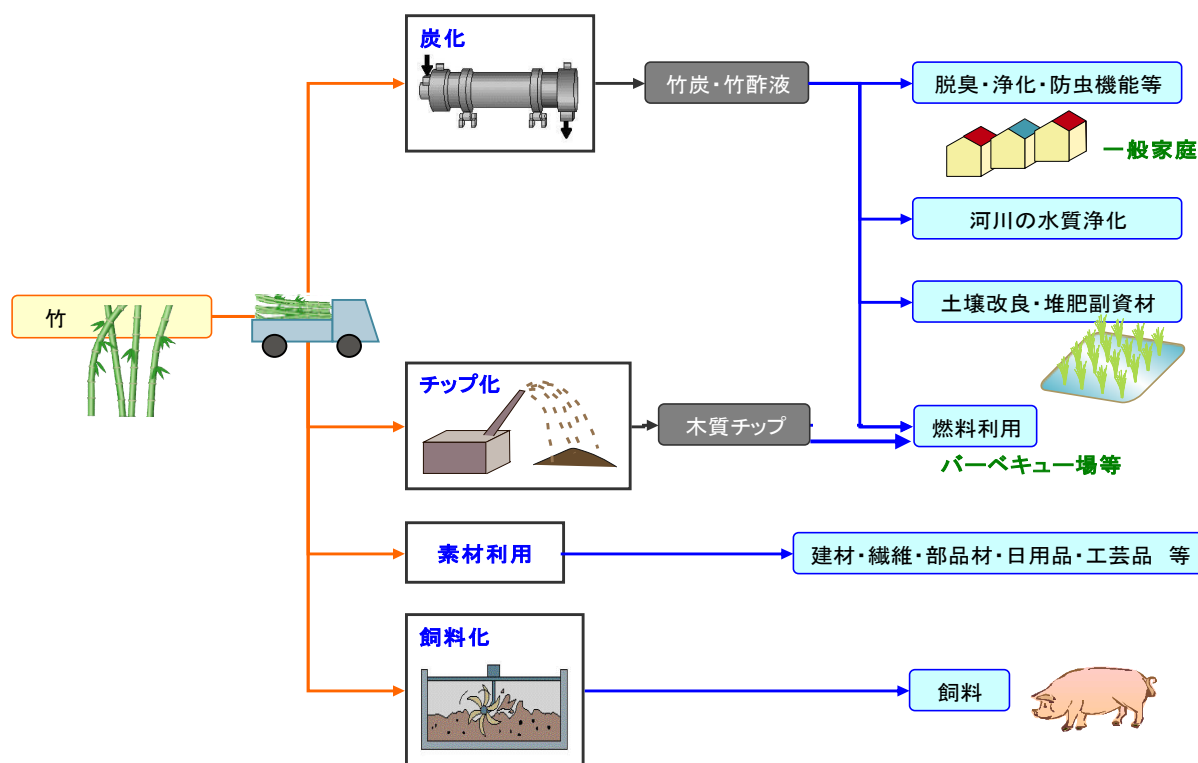 竹
炭化
竹炭・竹酢液
脱臭・浄化・防虫機能等
一般家庭
河川の水質浄化
土壌改良・堆肥副資材
チップ化
木質チップ
燃料利用
バーベキュー場等
素材利用
建材・繊維・部品材・日用品・工芸品 等
飼料化
飼料